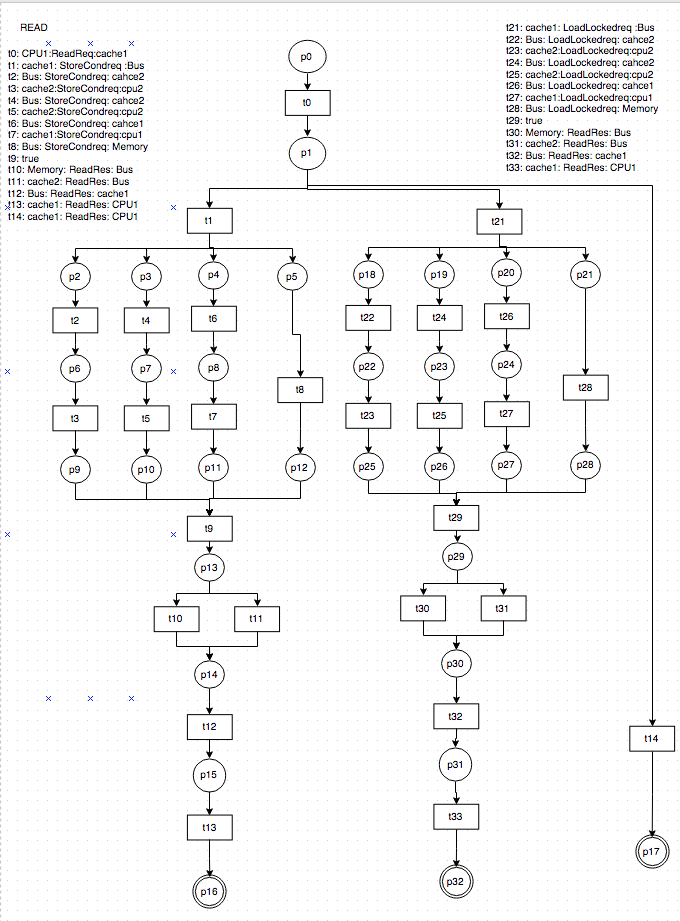 READ
t0: CPU1:ReadReq:cache1
t1: cache1: StoreCondreq :Bus
t2: Bus: StoreCondreq: cahce2
t3: cache2:StoreCondreq:cpu2
t4: Bus: StoreCondreq: cahce2
t5: cache2:StoreCondreq:cpu2
t6: Bus: StoreCondreq: cahce1
t7: cache1:StoreCondreq:cpu1
t8: Bus: StoreCondreq: Memory
t9: true
t10: Memory: ReadRes: Bus
t11: cache2: ReadRes: Bus
t12: Bus: ReadRes: cache1
t13: cache1: ReadRes: CPU1
t14: cache1: ReadRes: CPU1
t21: cache1: LoadLockedreq :Bus
t22: Bus: LoadLockedreq: cahce2
t23: cache2:LoadLockedreq:cpu2
t24: Bus: LoadLockedreq: cahce2
t25: cache2:LoadLockedreq:cpu2
t26: Bus: LoadLockedreq: cahce1
t27: cache1:LoadLockedreq:cpu1
t28: Bus: LoadLockedreq: Memory
t29: true
t30: Memory: ReadRes: Bus
t31: cache2: ReadRes: Bus
t32: Bus: ReadRes: cache1
t33: cache1: ReadRes: CPU1
p0
t0
p1
t1 t21
p2 p3 p4 p5 p18 p19 p20 p21
t2 t4 t6 t22 t24 t26
p6 p7 p8 p22 p23 p24
t8 t28
t3 t5 t7 t23 t25 t27
p9 p10 p11 p12 p25 p26 p27 p28
t9 t29
p13 p29
t10 t11 t30 t31
p14 p30
t12 t32 t14
p15 p31
t13 t33
p16 p32 p17